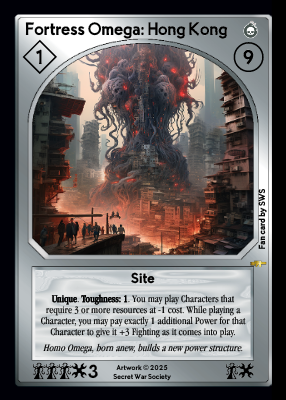 Fortress Omega: Hong Kong
1
9
Fan card by SWS
Site
Unique. Toughness: 1. You may play Characters that
require 3 or more resources at -1 cost. While playing a
Character, you may pay exactly 1 additional Power for that
Character to give it +3 Fighting as it comes into play.
Homo Omega, born anew, builds a new power structure.
3
Artwork © 2025
Secret War Society